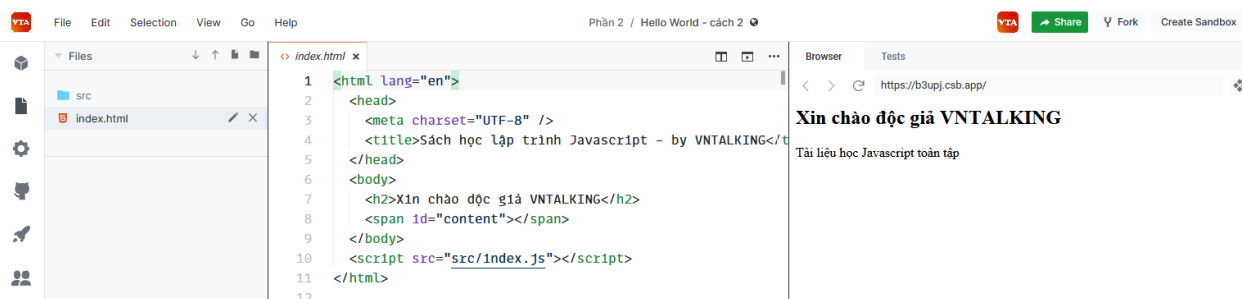 VTA File Edit Selection View Go Help Phần 2 / Hello World - cách 2 VTA Share Fork Create Sandbox
Files
src
index.html
<> index.html ×
1 <html lang="en">
2 <head>
3 <meta charset="UTF-8" />
4 <title>Sách học lập trình Javascript - by VNTALKING</t
5 </head>
6 <body>
7 <h2>Xin chào độc giả VNTALKING</h2>
8 <span id="content"></span>
9 </body>
10 <script src="src/index.js"></script>
11 </html>
12
Browser Tests
https://b3upj.csb.app/
Xin chào độc giả VNTALKING
Tài liệu học Javascript toàn tập